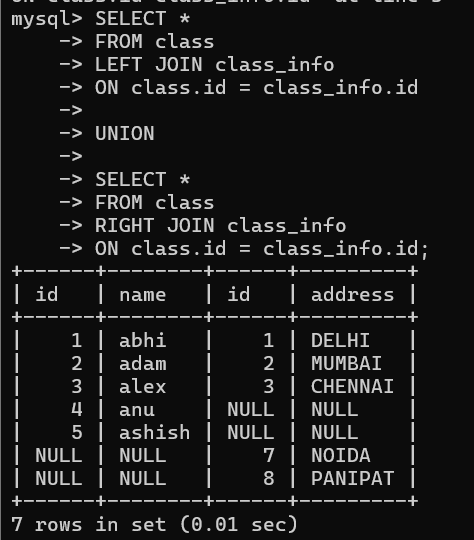 mysql> SELECT *
    -> FROM class
    -> LEFT JOIN class_info
    -> ON class.id = class_info.id
    ->
    -> UNION
    ->
    -> SELECT *
    -> FROM class
    -> RIGHT JOIN class_info
    -> ON class.id = class_info.id;
+------+--------+------+---------+
| id   | name   | id   | address |
+------+--------+------+---------+
|    1 | abhi   |    1 | DELHI   |
|    2 | adam   |    2 | MUMBAI  |
|    3 | alex   |    3 | CHENNAI |
|    4 | anu    | NULL | NULL    |
|    5 | ashish | NULL | NULL    |
| NULL | NULL   |    7 | NOIDA   |
| NULL | NULL   |    8 | PANIPAT |
+------+--------+------+---------+
7 rows in set (0.01 sec)